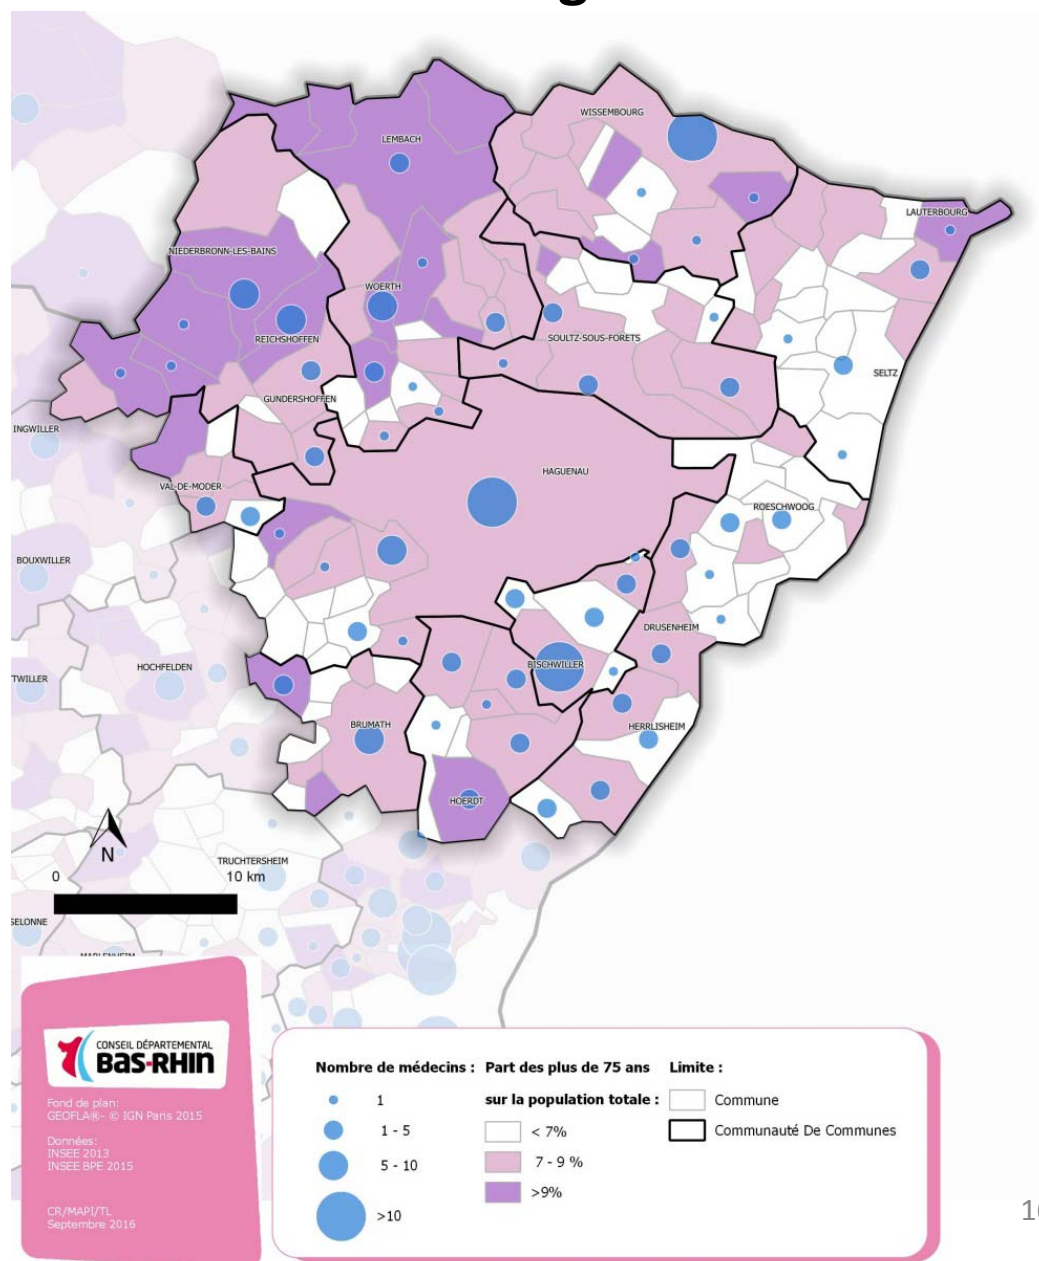 g
WISSEMBOURG
LEMBACH
LAUTERBOURG
NIEDERBRONN-LES-BAINS
WOERTH
REICHSHOFFEN
SOULTZ-SOUS-FORETS
SELTZ
GUNDERSHOFFEN
INGWILLER
HAGUENAU
VAL-DE-MODER
ROESCHWOOG
BOUXWILLER
DRUSENHEIM
HOCHFELDEN
BISCHWILLER
TWILLER
BRUMATH
HERRLISHEIM
HOERDT
N
TRUCHTERSHEIM
0 10 km
SELONNE
CONSEIL DÉPARTEMENTAL
BAS-RHIN
Fond de plan:
GEOFLA®- © IGN Paris 2015
Données:
INSEE 2013
INSEE BPE 2015
CR/MAPI/TL
Septembre 2016
Nombre de médecins : Part des plus de 75 ans Limite :
1 sur la population totale : Commune
1 - 5 < 7% Communauté De Communes
5 - 10 7 - 9 %
>10 >9%